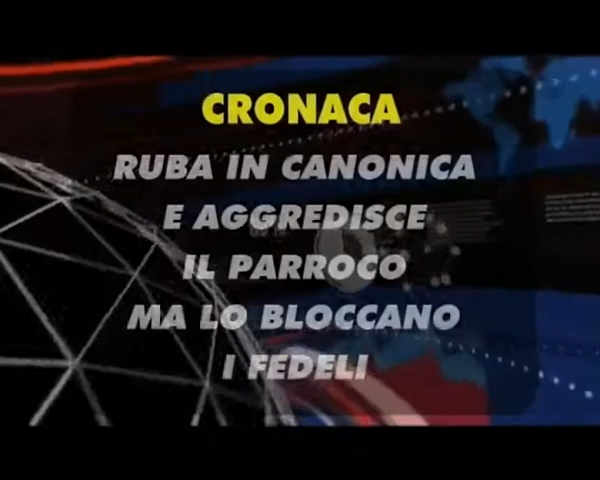 CRONACA
RUBA IN CANONICA
E AGGREDISCE
IL PARROCO
MA LO BLOCCANO
I FEDELI